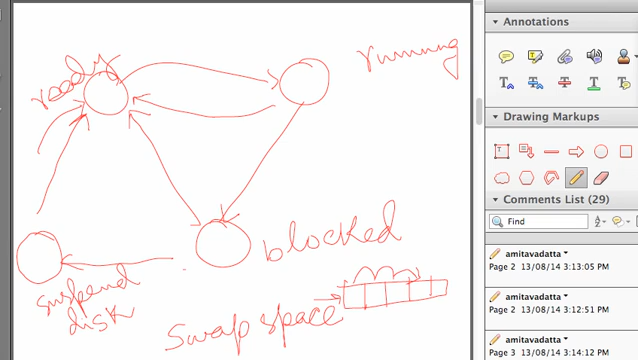 ready
running
blocked
suspend
disk
swap space
Annotations
Drawing Markups
Comments List (29)
Find
amitavadatta
Page 2 13/08/14 3:13:05 PM
amitavadatta
Page 2 13/08/14 3:12:51 PM
amitavadatta
Page 3 13/08/14 3:14:12 PM